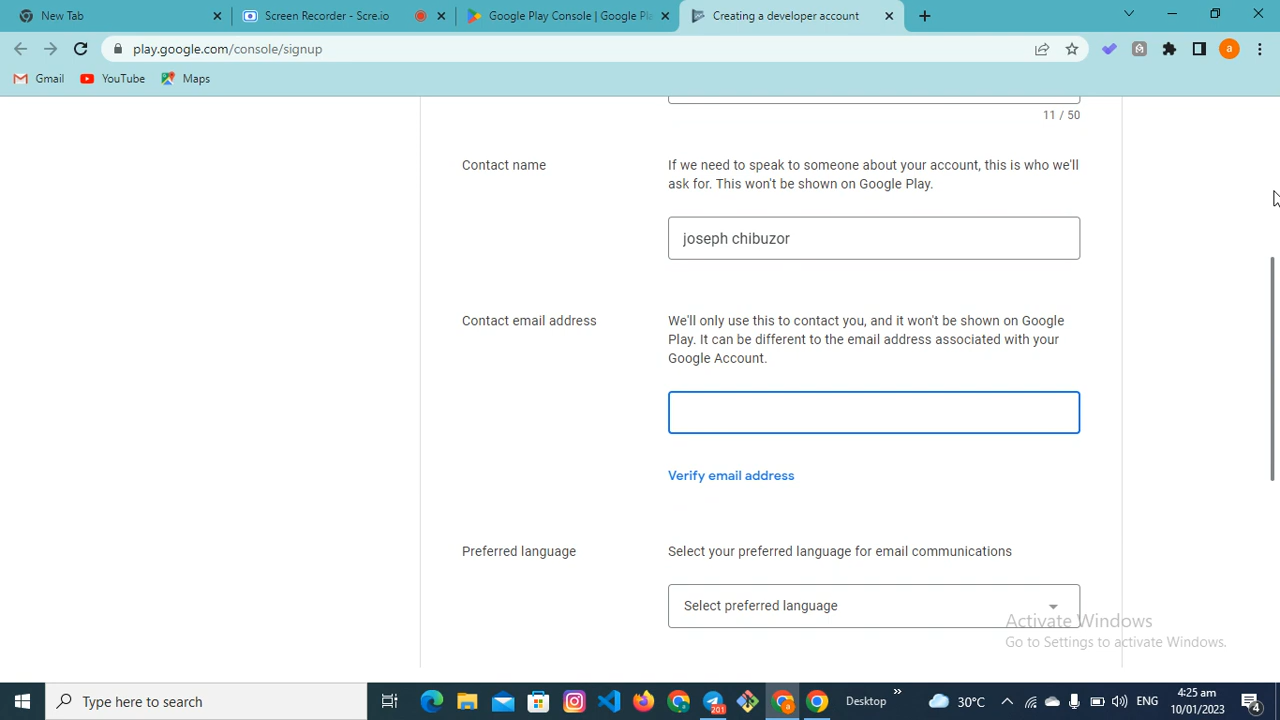 New Tab
Screen Recorder - Scre.io
Google Play Console | Google Pla
Creating a developer account
play.google.com/console/signup
a
Gmail
YouTube
Maps
11 / 50
Contact name
If we need to speak to someone about your account, this is who we'll
ask for. This won't be shown on Google Play.
joseph chibuzor
Contact email address
We'll only use this to contact you, and it won't be shown on Google
Play. It can be different to the email address associated with your
Google Account.
Verify email address
Preferred language
Select your preferred language for email communications
Select preferred language
Activate Windows
Go to Settings to activate Windows.
Type here to search
201
Desktop
30°C
ENG
4:25 am
10/01/2023
4